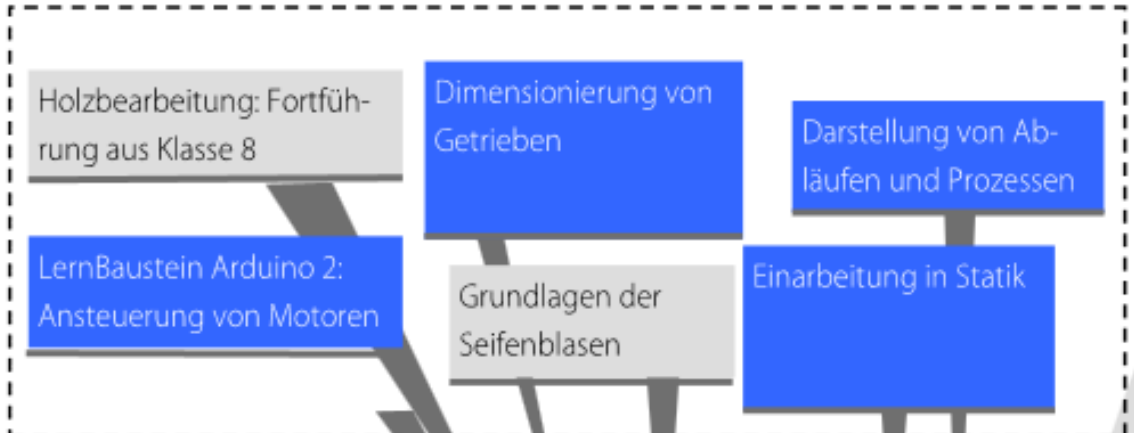 Holzbearbeitung: Fortfüh-
rung aus Klasse 8
Dimensionierung von
Getrieben
Darstellung von Ab-
läufen und Prozessen
LernBaustein Arduino 2:
Ansteuerung von Motoren
Grundlagen der
Seifenblasen
Einarbeitung in Statik